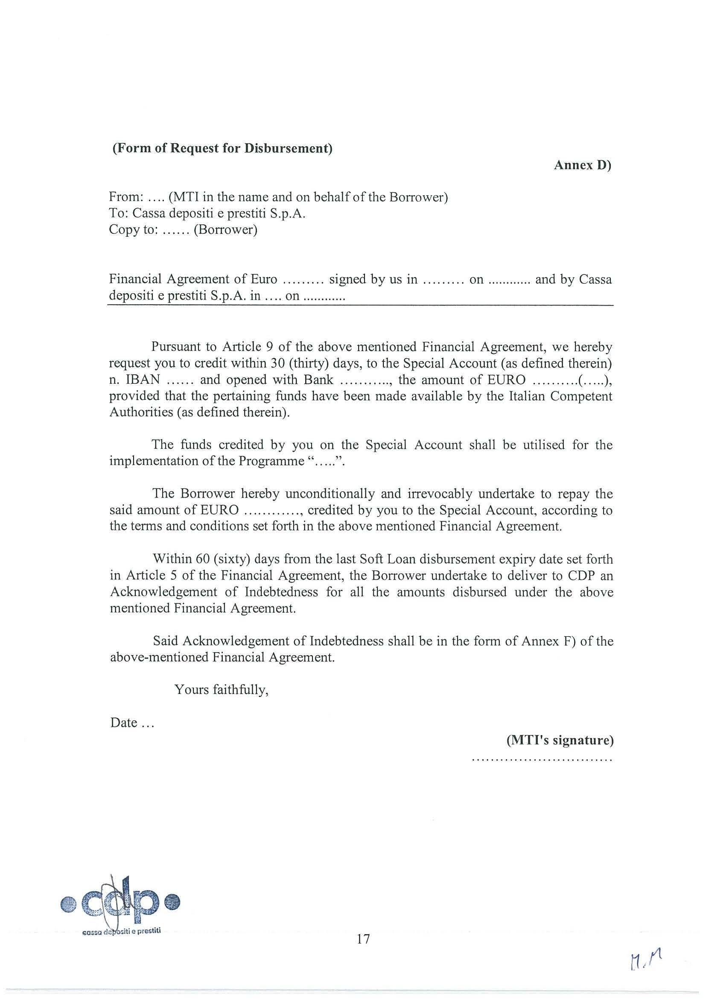 (Form of Request for Disbursement)
Annex D)
From: .... (MTI in the name and on behalf of the Borrower)
To: Cassa depositi e prestiti S.p.A.
Copy to: ...... (Borrower)
Financial Agreement of Euro ......... signed by us in ......... on ............ and by Cassa
depositi e prestiti S.p.A. in .... on ............
Pursuant to Article 9 of the above mentioned Financial Agreement, we hereby
request you to credit within 30 (thirty) days, to the Special Account (as defined therein)
n. IBAN ...... and opened with Bank ..........., the amount of EURO ..........(.....),
provided that the pertaining funds have been made available by the Italian Competent
Authorities (as defined therein).
The funds credited by you on the Special Account shall be utilised for the
implementation of the Programme “.....”.
The Borrower hereby unconditionally and irrevocably undertake to repay the
said amount of EURO ............, credited by you to the Special Account, according to
the terms and conditions set forth in the above mentioned Financial Agreement.
Within 60 (sixty) days from the last Soft Loan disbursement expiry date set forth
in Article 5 of the Financial Agreement, the Borrower undertake to deliver to CDP an
Acknowledgement of Indebtedness for all the amounts disbursed under the above
mentioned Financial Agreement.
Said Acknowledgement of Indebtedness shall be in the form of Annex F) of the
above-mentioned Financial Agreement.
Yours faithfully,
Date ...
(MTI's signature)
..............................
cdp
cassa depositi e prestiti
17
M.M